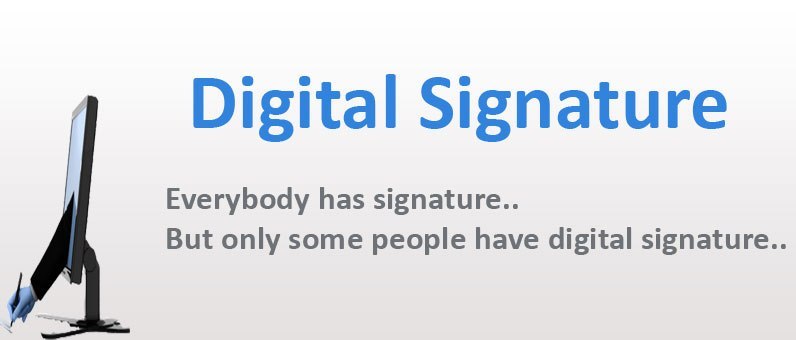 Digital Signature
Everybody has signature..
But only some people have digital signature..